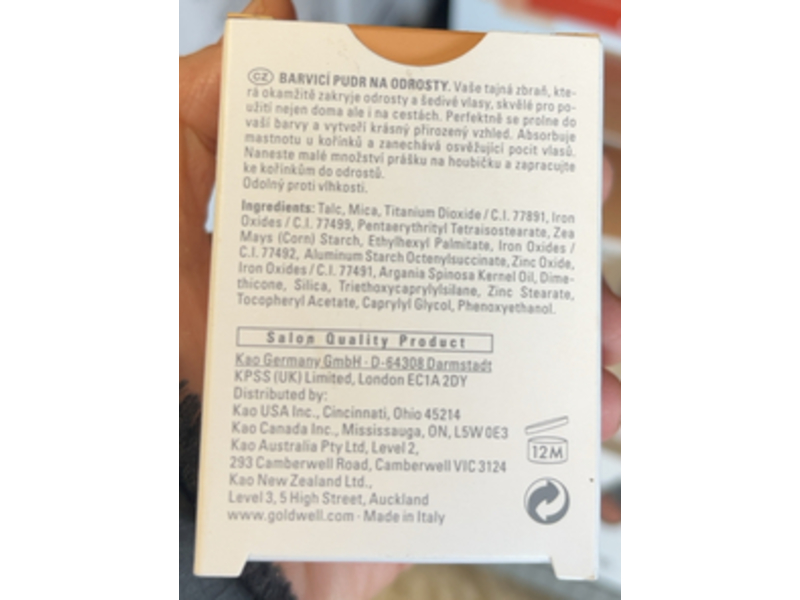 CZ BARVICÍ PUDR NA ODROSTY. Vaše tajná zbraň, kte-
rá okamžitě zakryje odrosty a šedivé vlasy, skvělé pro po-
užití nejen doma ale i na cestách. Perfektně se prolne do
vaší barvy a vytvoří krásný přirozený vzhled. Absorbuje
mastnotu u kořínků a zanechává osvěžující pocit vlasů.
Naneste malé množství prášku na houbičku a zapracujte
ke kořínkům do odrostů.
Odolný proti vlhkosti.
Ingredients: Talc, Mica, Titanium Dioxide / C.I. 77891, Iron
Oxides / C.I. 77499, Pentaerythrityl Tetraisostearate, Zea
Mays (Corn) Starch, Ethylhexyl Palmitate, Iron Oxides /
C.I. 77492, Aluminum Starch Octenylsuccinate, Zinc Oxide,
Iron Oxides / C.I. 77491, Argania Spinosa Kernel Oil, Dime-
thicone, Silica, Triethoxycaprylylsilane, Zinc Stearate,
Tocopheryl Acetate, Caprylyl Glycol, Phenoxyethanol.
Salon Quality Product
Kao Germany GmbH · D-64308 Darmstadt
KPSS (UK) Limited, London EC1A 2DY
Distributed by:
Kao USA Inc., Cincinnati, Ohio 45214
Kao Canada Inc., Mississauga, ON, L5W 0E3
Kao Australia Pty Ltd, Level 2,
293 Camberwell Road, Camberwell VIC 3124
Kao New Zealand Ltd.,
Level 3, 5 High Street, Auckland
www.goldwell.com · Made in Italy
12M